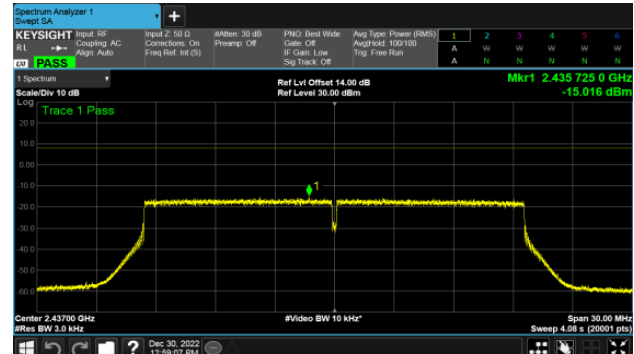 Spectrum Analyzer 1
Swept SA
+
KEYSIGHT
RL
PASS
Input: RF
Coupling: AC
Align: Auto
Input Z: 50 Ω
Corrections: On
Freq Ref: Int (S)
#Atten: 30 dB
Preamp: Off
PNO: Best Wide
Gate: Off
IF Gain: Low
Sig Track: Off
Avg Type: Power (RMS)
Avg|Hold: 100/100
Trig: Free Run
1 2 3 4 5 6
A W W W W W
A N N N N N
1 Spectrum
Scale/Div 10 dB
Ref Lvl Offset 14.00 dB
Ref Level 30.00 dBm
Mkr1 2.435 725 0 GHz
-15.016 dBm
Log
Trace 1 Pass
20.0
10.0
0.00
-10.0
1
-20.0
-30.0
-40.0
-50.0
-60.0
Center 2.43700 GHz
#Res BW 3.0 kHz
#Video BW 10 kHz*
Span 30.00 MHz
Sweep 4.08 s (20001 pts)
?
Dec 30, 2022
12:59:07 PM